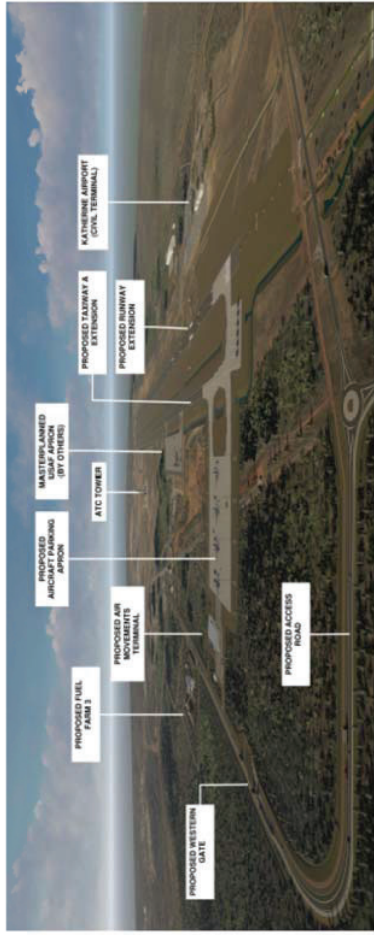 PROPOSED WESTERN
GATE
PROPOSED FUEL
FARM 3
PROPOSED AIR
MOVEMENTS
TERMINAL
PROPOSED
AIRCRAFT PARKING
APRON
ATC TOWER
MASTERPLANNED
USAF APRON
(BY OTHERS)
PROPOSED TAXIWAY A
EXTENSION
PROPOSED RUNWAY
EXTENSION
KATHERINE AIRPORT
(CIVIL TERMINAL)
PROPOSED ACCESS
ROAD